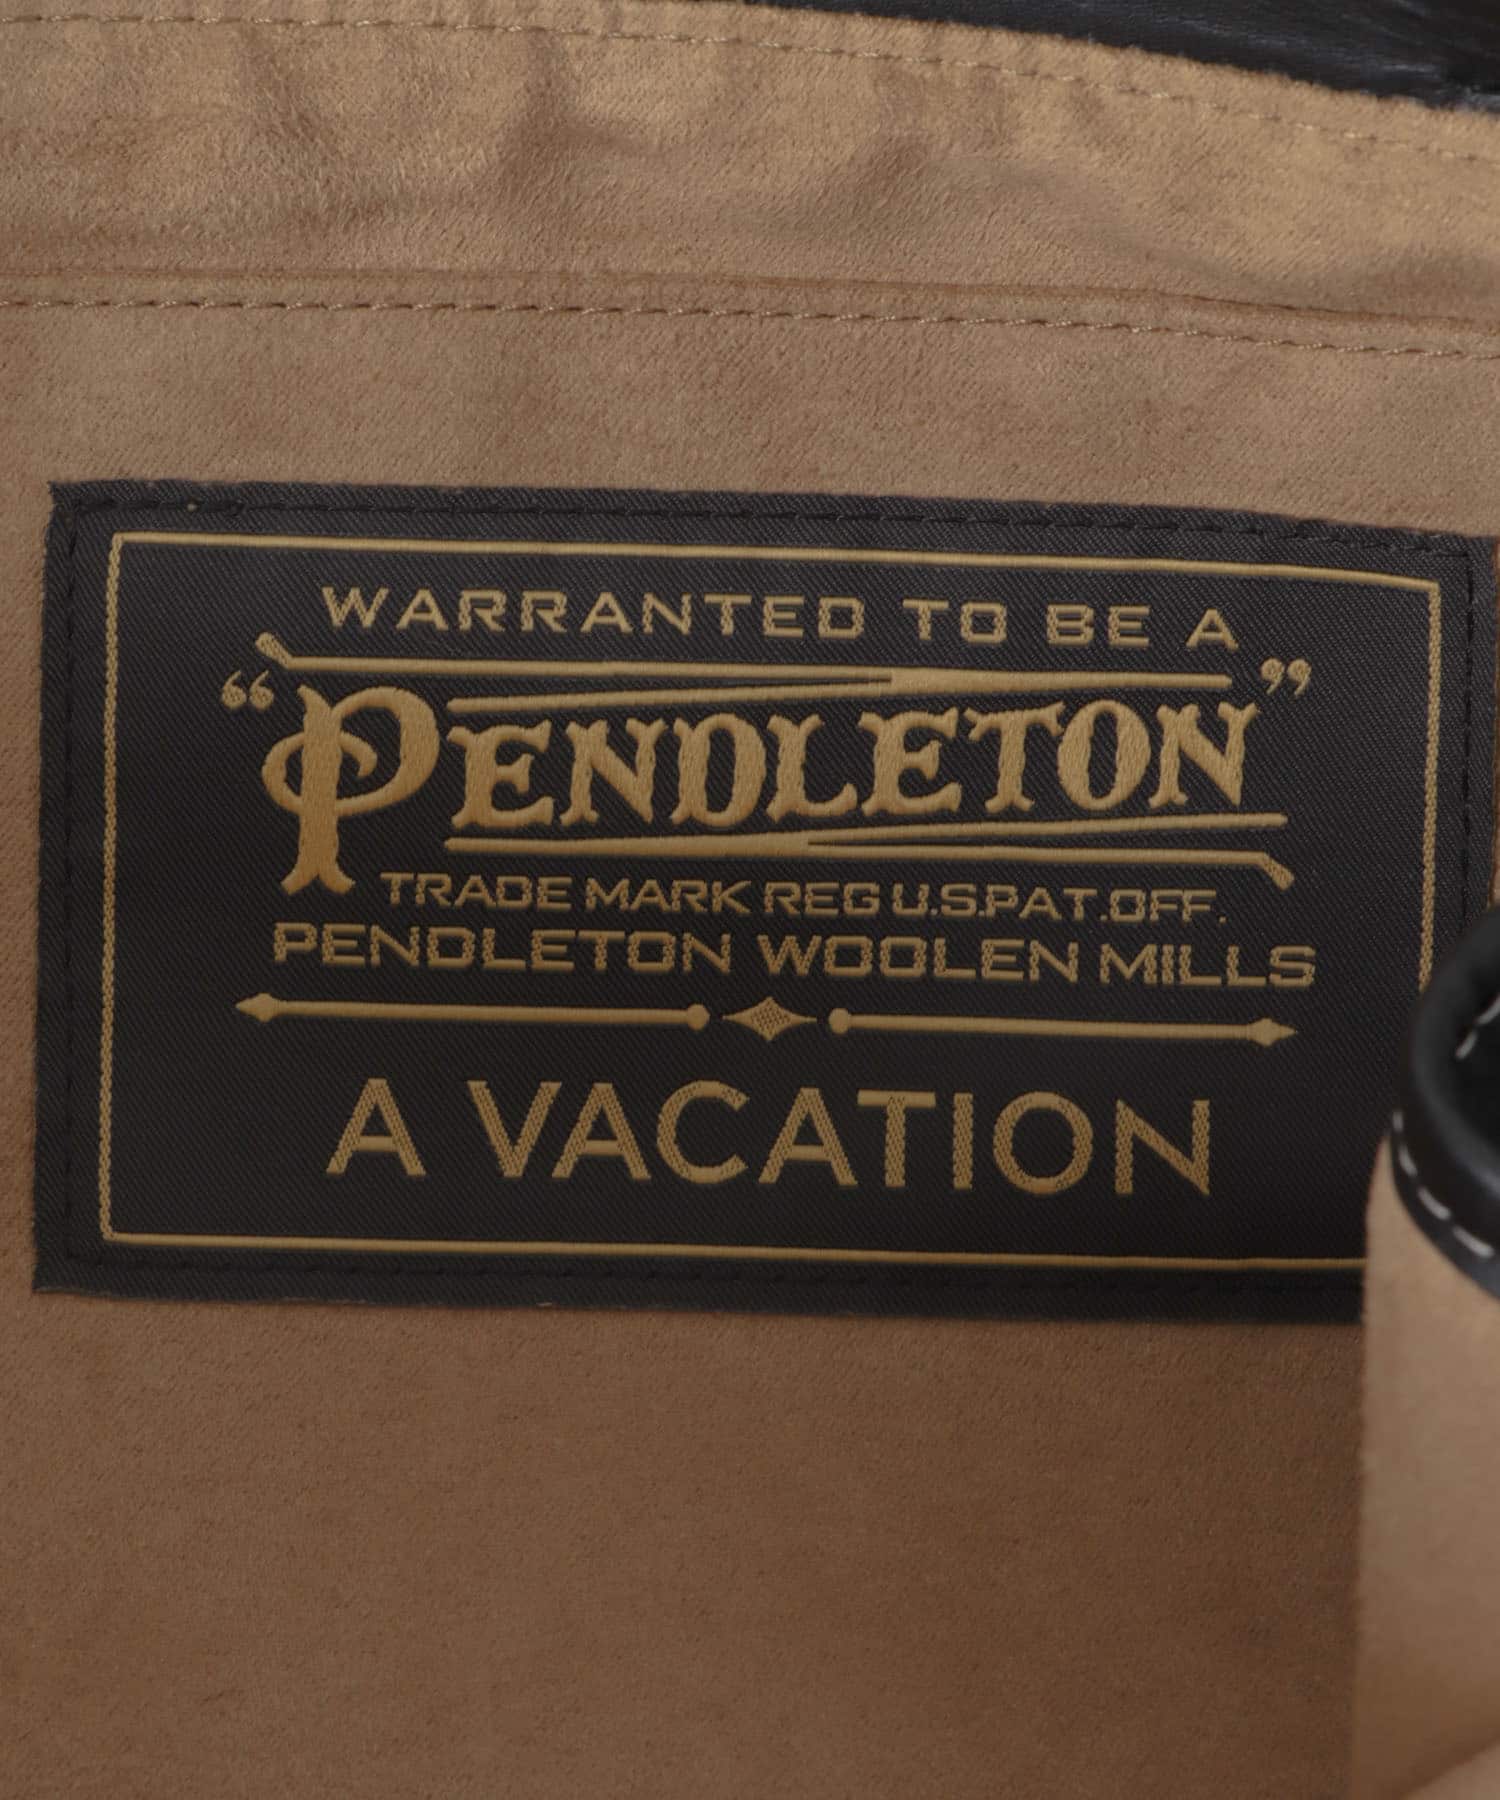 WARRANTED TO BE A
“PENDLETON”
TRADE MARK REG U.S.PAT.OFF.
PENDLETON WOOLEN MILLS
A VACATION